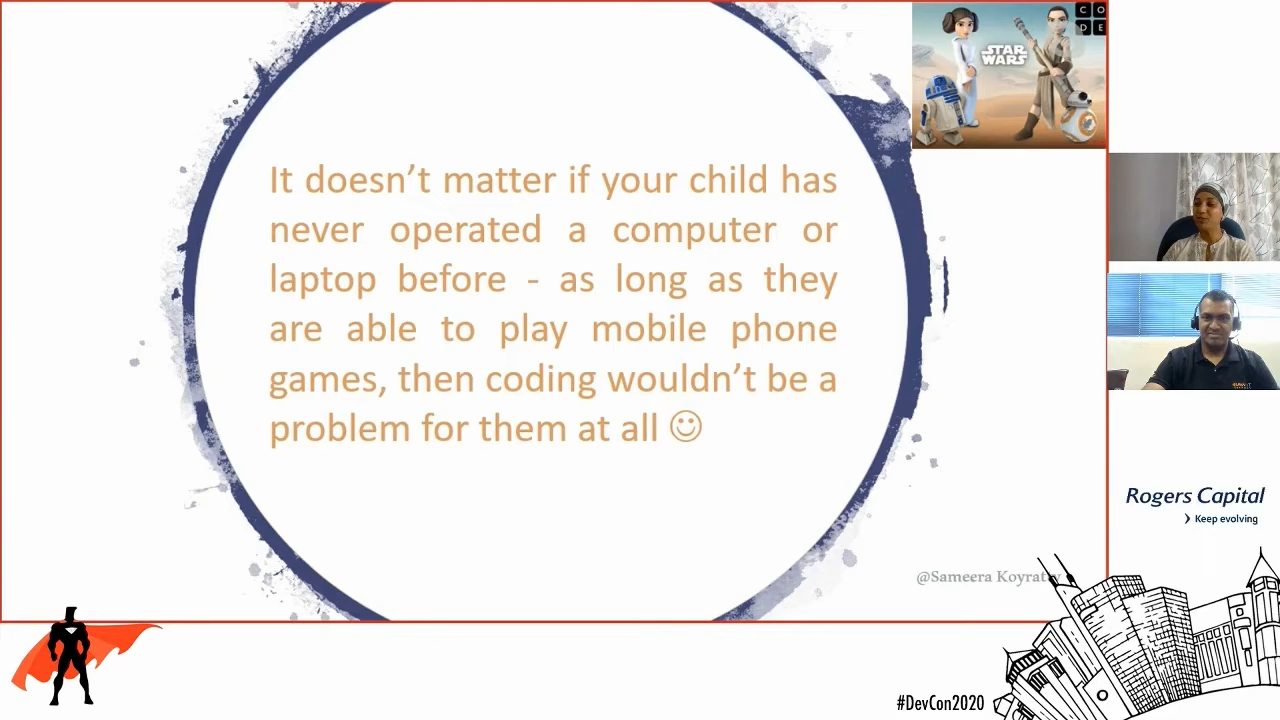 CO
DE
STAR
WARS
It doesn’t matter if your child has
never operated a computer or
laptop before - as long as they
are able to play mobile phone
games, then coding wouldn’t be a
problem for them at all ☺
Rogers Capital
Keep evolving
@Sameera
#DevCon2020